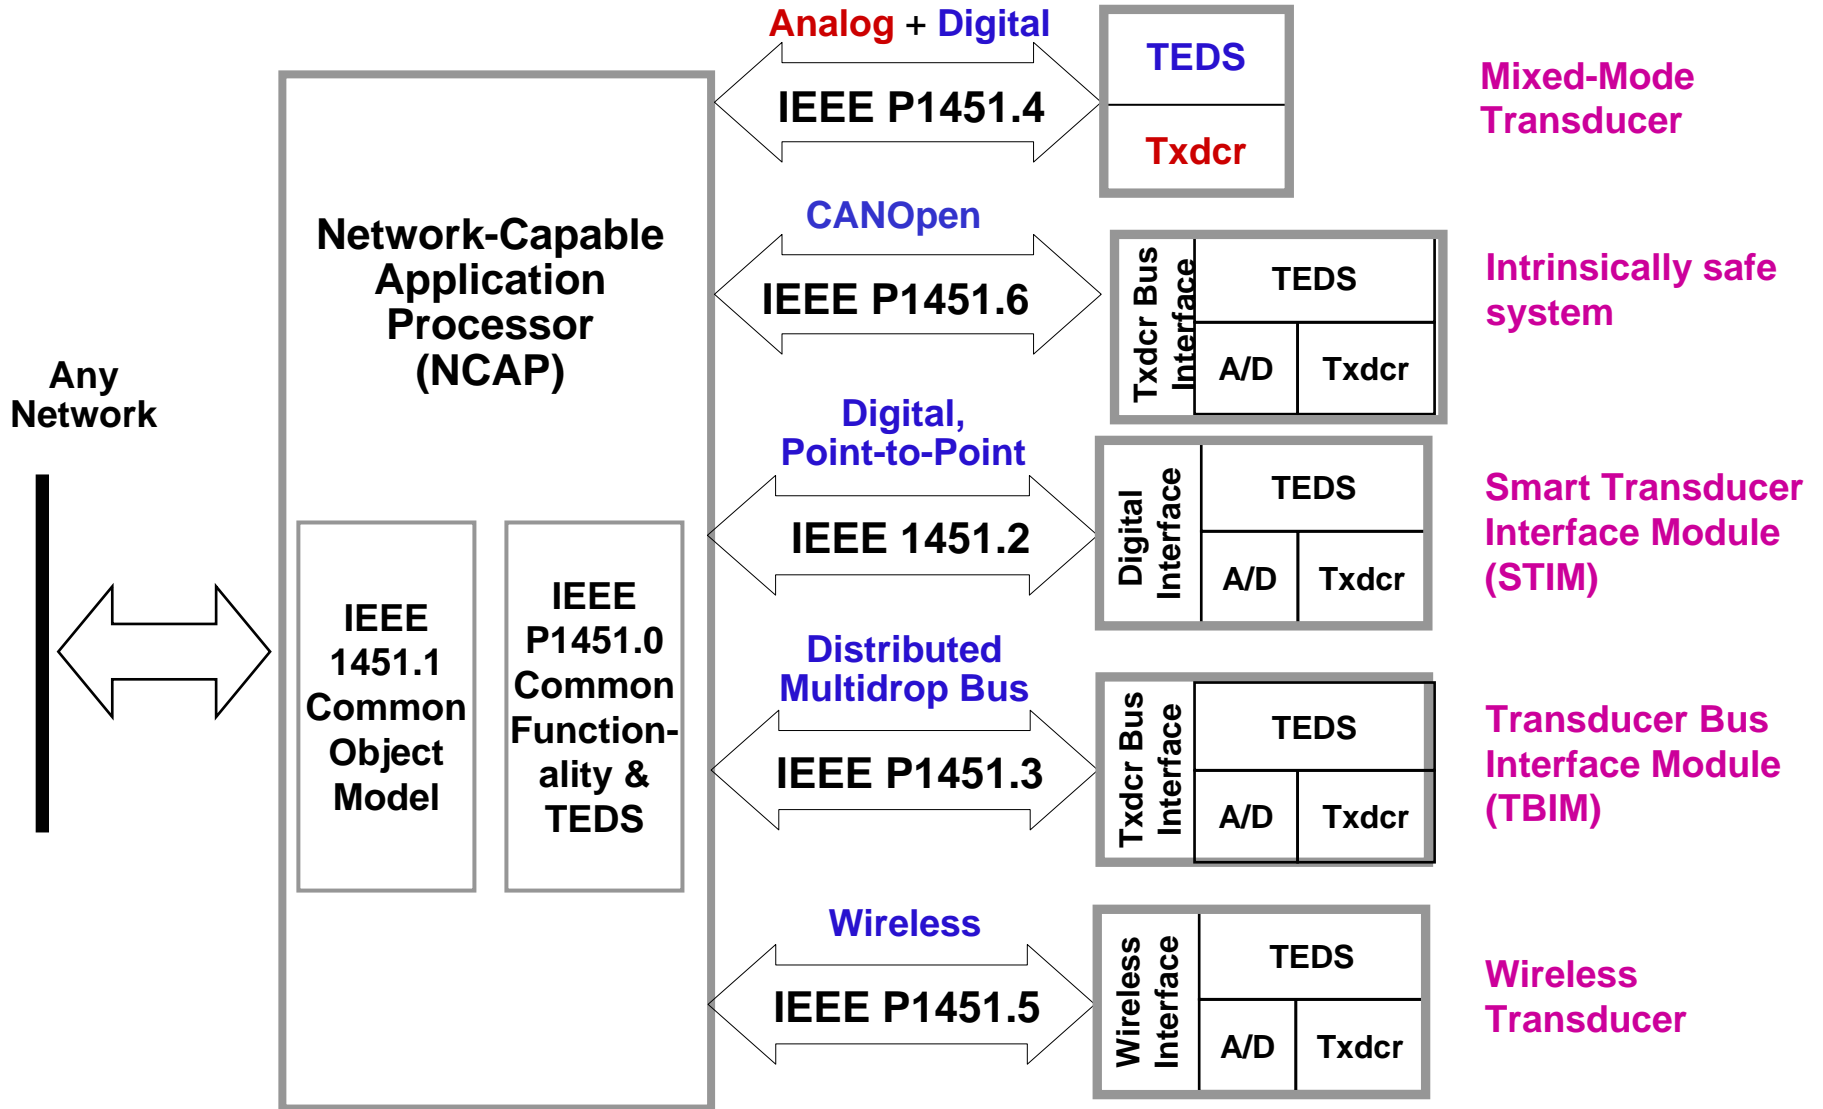 Any
Network
Network-Capable
Application
Processor
(NCAP)
IEEE
1451.1
Common
Object
Model
IEEE
P1451.0
Common
Function-
ality &
TEDS
Analog + Digital
IEEE P1451.4
TEDS
Txdcr
Mixed-Mode
Transducer
CANOpen
IEEE P1451.6
Txdcr Bus
Interface
TEDS
A/D
Txdcr
Intrinsically safe
system
Digital,
Point-to-Point
IEEE 1451.2
Digital
Interface
TEDS
A/D
Txdcr
Smart Transducer
Interface Module
(STIM)
Distributed
Multidrop Bus
IEEE P1451.3
Txdcr Bus
Interface
TEDS
A/D
Txdcr
Transducer Bus
Interface Module
(TBIM)
Wireless
IEEE P1451.5
Wireless
Interface
TEDS
A/D
Txdcr
Wireless
Transducer